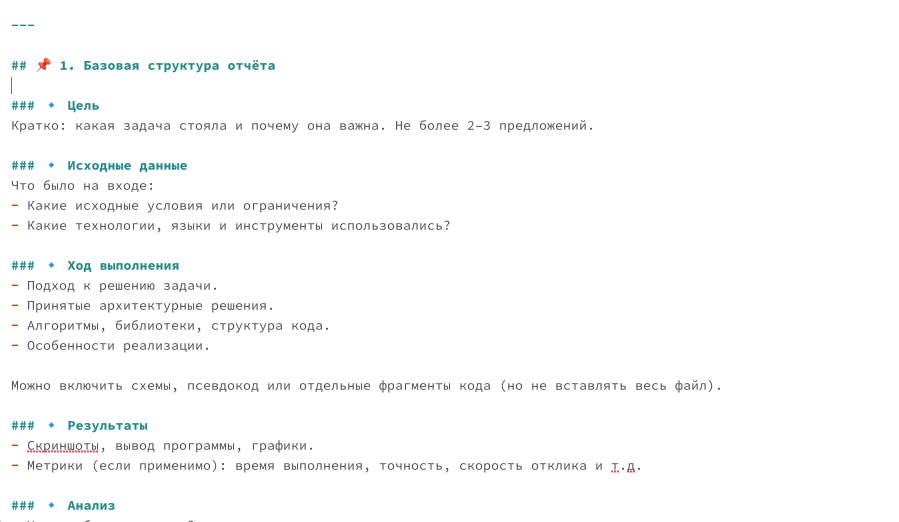 ---
## 📌 1. Базовая структура отчёта
### 🔹 Цель
Кратко: какая задача стояла и почему она важна. Не более 2–3 предложений.
### 🔹 Исходные данные
Что было на входе:
- Какие исходные условия или ограничения?
- Какие технологии, языки и инструменты использовались?
### 🔹 Ход выполнения
- Подход к решению задачи.
- Принятые архитектурные решения.
- Алгоритмы, библиотеки, структура кода.
- Особенности реализации.
Можно включить схемы, псевдокод или отдельные фрагменты кода (но не вставлять весь файл).
### 🔹 Результаты
- Скриншоты, вывод программы, графики.
- Метрики (если применимо): время выполнения, точность, скорость отклика и т.д.
### 🔹 Анализ